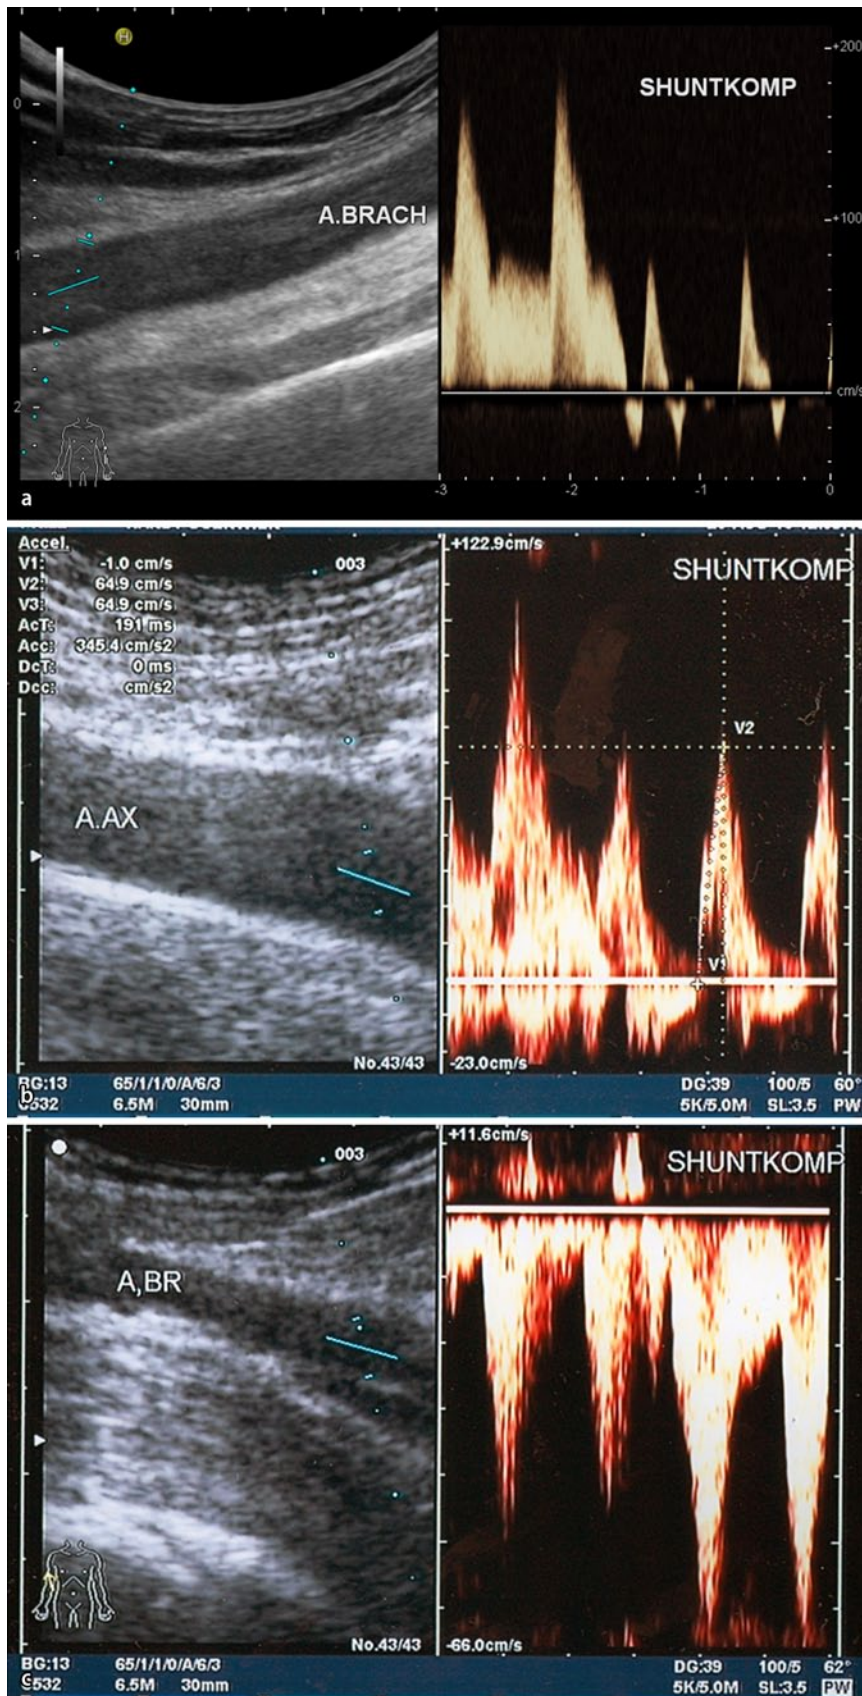 H
+200
SHUNTKOMP
0
A.BRACH
+100
1
cm/s
2
a
-3
-2
-1
0
Accel.
V1: -1.0 cm/s
V2: 64.9 cm/s
V3: 64.9 cm/s
AcT: 191 ms
Acc: 345.4 cm/s2
DcT: 0 ms
Dcc: cm/s2
003
+122.9cm/s
SHUNTKOMP
V2
A.AX
V1
No.43/43
-23.0cm/s
BG:13 65/1/1/0/A/6/3
6.5M 30mm
DG:39 100/5 60°
5K/5.0M SL:3.5 PW
b
003
+11.6cm/s
SHUNTKOMP
A,BR
No.43/43
-66.0cm/s
BG:13 65/1/1/0/A/6/3
6.5M 30mm
DG:39 100/5 62°
5K/5.0M SL:3.5 PW
c